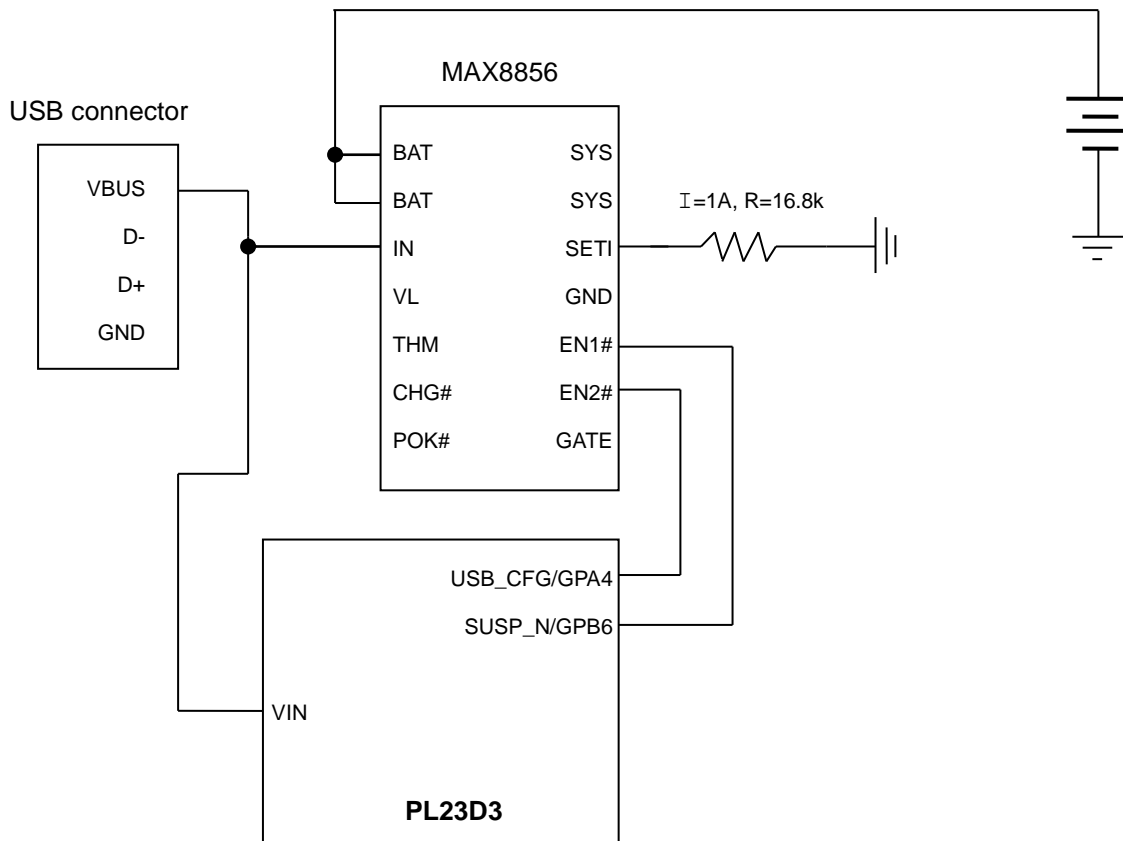 MAX8856
USB connector
VBUS
D-
D+
GND
BAT
BAT
IN
VL
THM
CHG#
POK#
SYS
SYS
SETI
GND
EN1#
EN2#
GATE
I=1A, R=16.8k
USB_CFG/GPA4
SUSP_N/GPB6
VIN
PL23D3